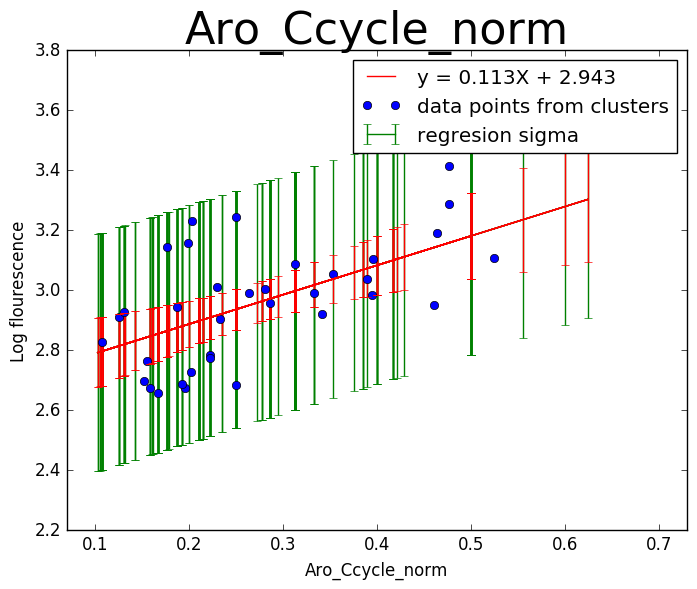 Aro_Ccycle_norm
y = 0.113X + 2.943
data points from clusters
regresion sigma
3.8
3.6
3.4
3.2
3.0
2.8
2.6
2.4
2.2
Log flourescence
0.1 0.2 0.3 0.4 0.5 0.6 0.7
Aro_Ccycle_norm